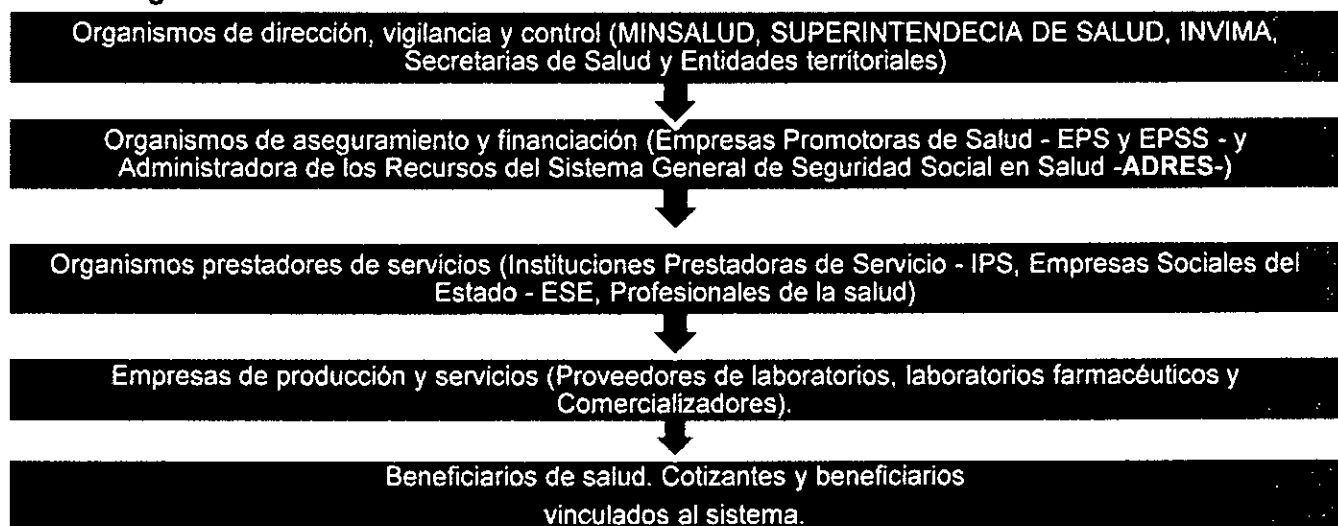 Organismos de dirección, vigilancia y control (MINSALUD, SUPERINTENDECIA DE SALUD, INVIMA,
Secretarias de Salud y Entidades territoriales)
Organismos de aseguramiento y financiación (Empresas Promotoras de Salud - EPS y EPSS - y
Administradora de los Recursos del Sistema General de Seguridad Social en Salud -ADRES-)
Organismos prestadores de servicios (Instituciones Prestadoras de Servicio - IPS, Empresas Sociales del
Estado - ESE, Profesionales de la salud)
Empresas de producción y servicios (Proveedores de laboratorios, laboratorios farmacéuticos y
Comercializadores).
Beneficiarios de salud. Cotizantes y beneficiarios
vinculados al sistema.